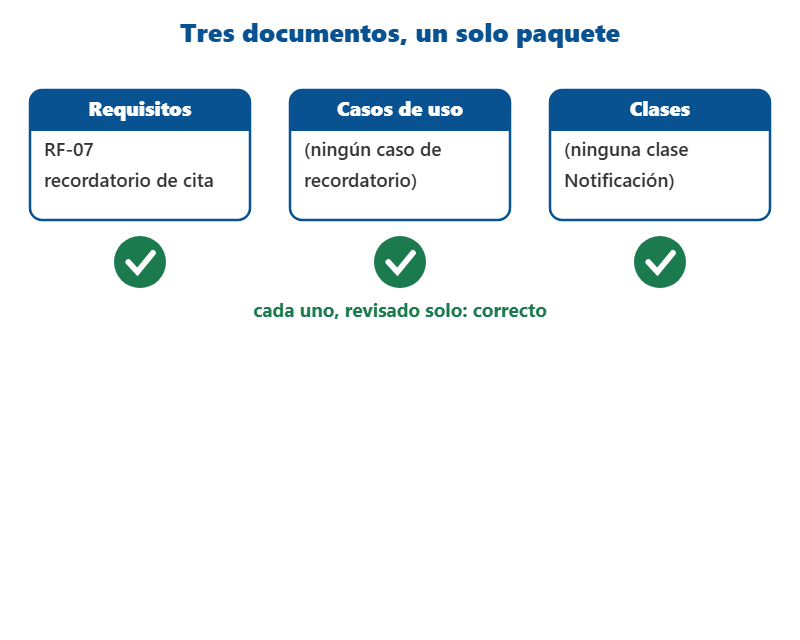 Tres documentos, un solo paquete
Requisitos
RF-07
recordatorio de cita
Casos de uso
(ningún caso de
recordatorio)
Clases
(ninguna clase
Notificación)
cada uno, revisado solo: correcto